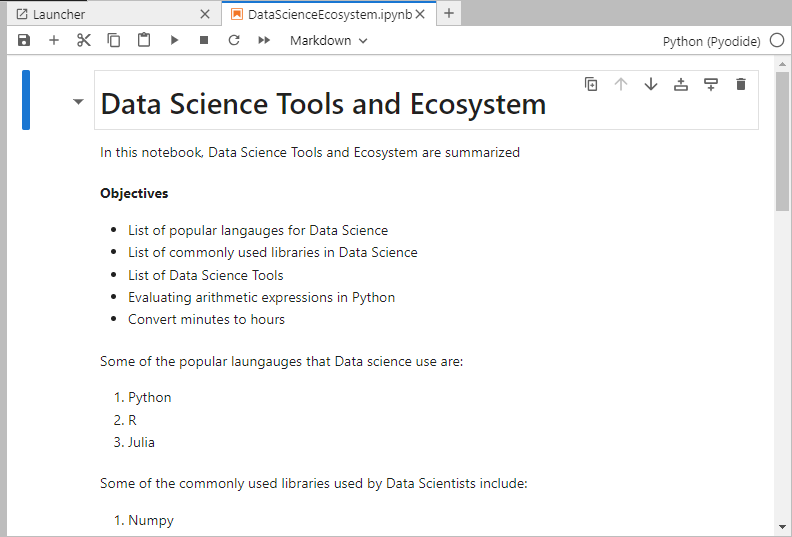 Launcher
DataScienceEcosystem.ipynb
Markdown
Python (Pyodide)
Data Science Tools and Ecosystem
In this notebook, Data Science Tools and Ecosystem are summarized
Objectives
• List of popular langauges for Data Science
• List of commonly used libraries in Data Science
• List of Data Science Tools
• Evaluating arithmetic expressions in Python
• Convert minutes to hours
Some of the popular laungauges that Data science use are:
1. Python
2. R
3. Julia
Some of the commonly used libraries used by Data Scientists include:
1. Numpy